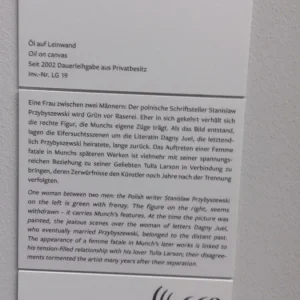 Öl auf Leinwand
Oil on canvas
Seit 2002 Dauerleihgabe aus Privatbesitz
Inv.-Nr. LG 19
Eine Frau zwischen zwei Männern: Der polnische Schriftsteller Stanislaw
Przybyszewski wird Grün vor Raserei. Eher in sich gekehrt verhält sich
die rechte Figur, die Munchs eigene Züge trägt. Als das Bild entstand,
lagen die Eifersuchtsszenen um die Literatin Dagny Juel, die letztend-
lich Przybyszewski heiratete, lange zurück. Das Auftreten einer Femme
fatale in Munchs späteren Werken ist vielmehr mit seiner spannungs-
reichen Beziehung zu seiner Geliebten Tulla Larson in Verbindung zu
bringen, deren Zerwürfnisse den Künstler noch Jahre nach der Trennung
verfolgten.
One woman between two men: the Polish writer Stanislaw Przybyszewski
on the left is green with frenzy. The figure on the right, seems
withdrawn – it carries Munch's features. At the time the picture was
painted, the jealous scenes over the woman of letters Dagny Juel,
who eventually married Przybyszewski, belonged to the distant past.
The appearance of a femme fatale in Munch's later works is linked to
his tension-filled relationship with his lover Tulla Larson; their disagree-
ments tormented the artist many years after their separation.